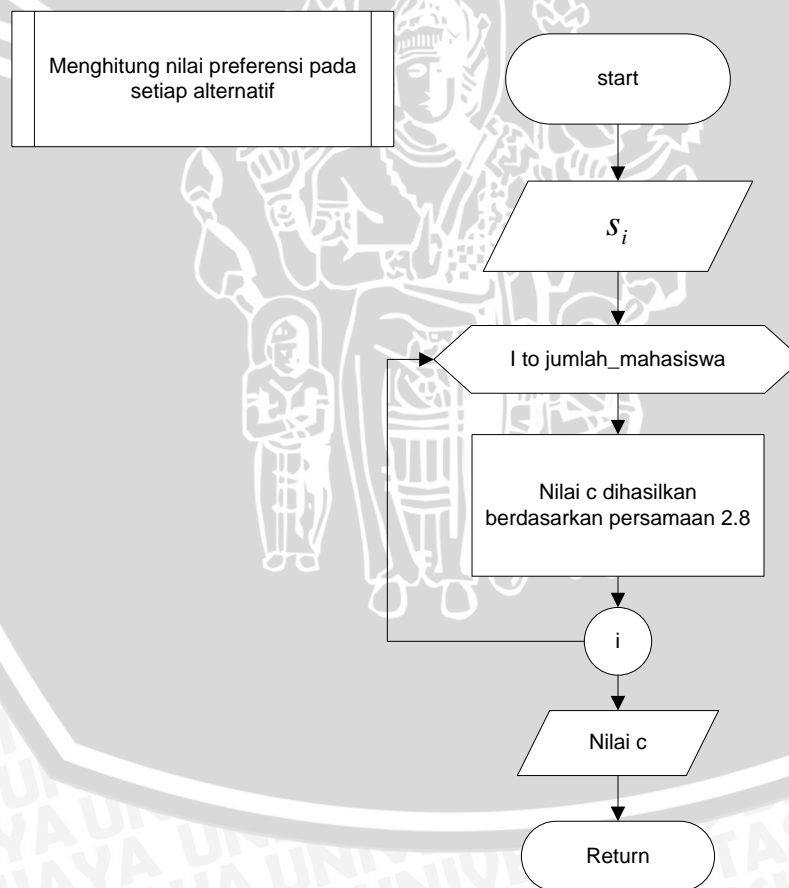 Menghitung nilai preferensi pada
setiap alternatif
start
s_i
I to jumlah_mahasiswa
Nilai c dihasilkan
berdasarkan persamaan 2.8
i
Nilai c
Return